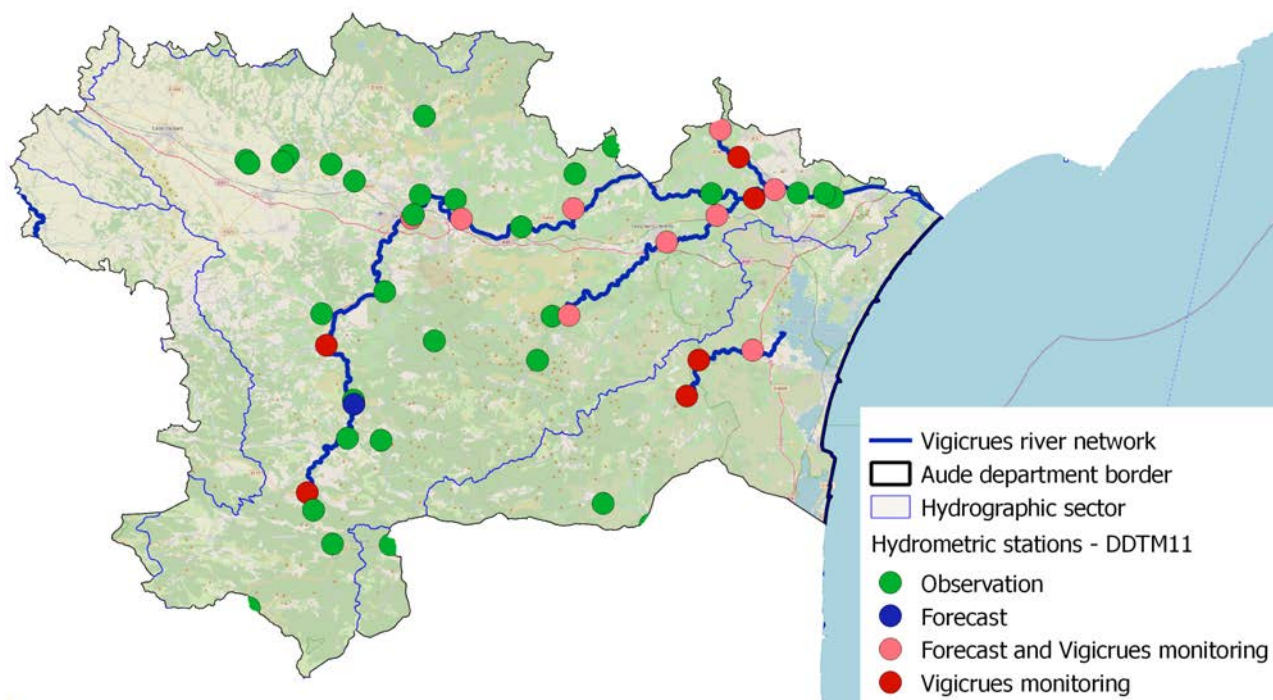 Vigicrues river network
Aude department border
Hydrographic sector
Hydrometric stations - DDTM11
Observation
Forecast
Forecast and Vigicrues monitoring
Vigicrues monitoring